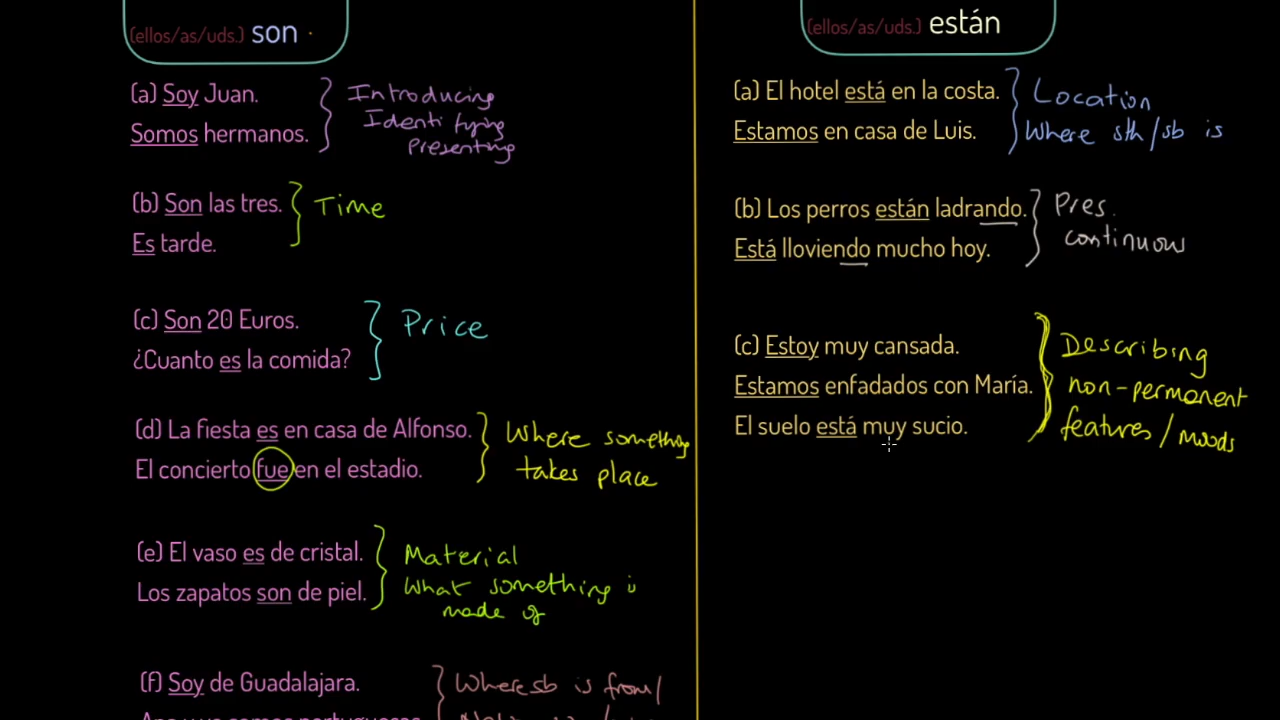 (ellos/as/uds.) son
(a) Soy Juan.
Somos hermanos.
Introducing
Identifying
Presenting
(b) Son las tres.
Es tarde.
Time
(c) Son 20 Euros.
¿Cuanto es la comida?
Price
(d) La fiesta es en casa de Alfonso.
El concierto fue en el estadio.
Where something
takes place
(e) El vaso es de cristal.
Los zapatos son de piel.
Material
What something is
made of
(f) Soy de Guadalajara.
Where sb is from/
(ellos/as/uds.) están
(a) El hotel está en la costa.
Estamos en casa de Luis.
Location
Where sth/sb is
(b) Los perros están ladrando.
Está lloviendo mucho hoy.
Pres.
continuous
(c) Estoy muy cansada.
Estamos enfadados con María.
El suelo está muy sucio.
Describing
non-permanent
features/moods